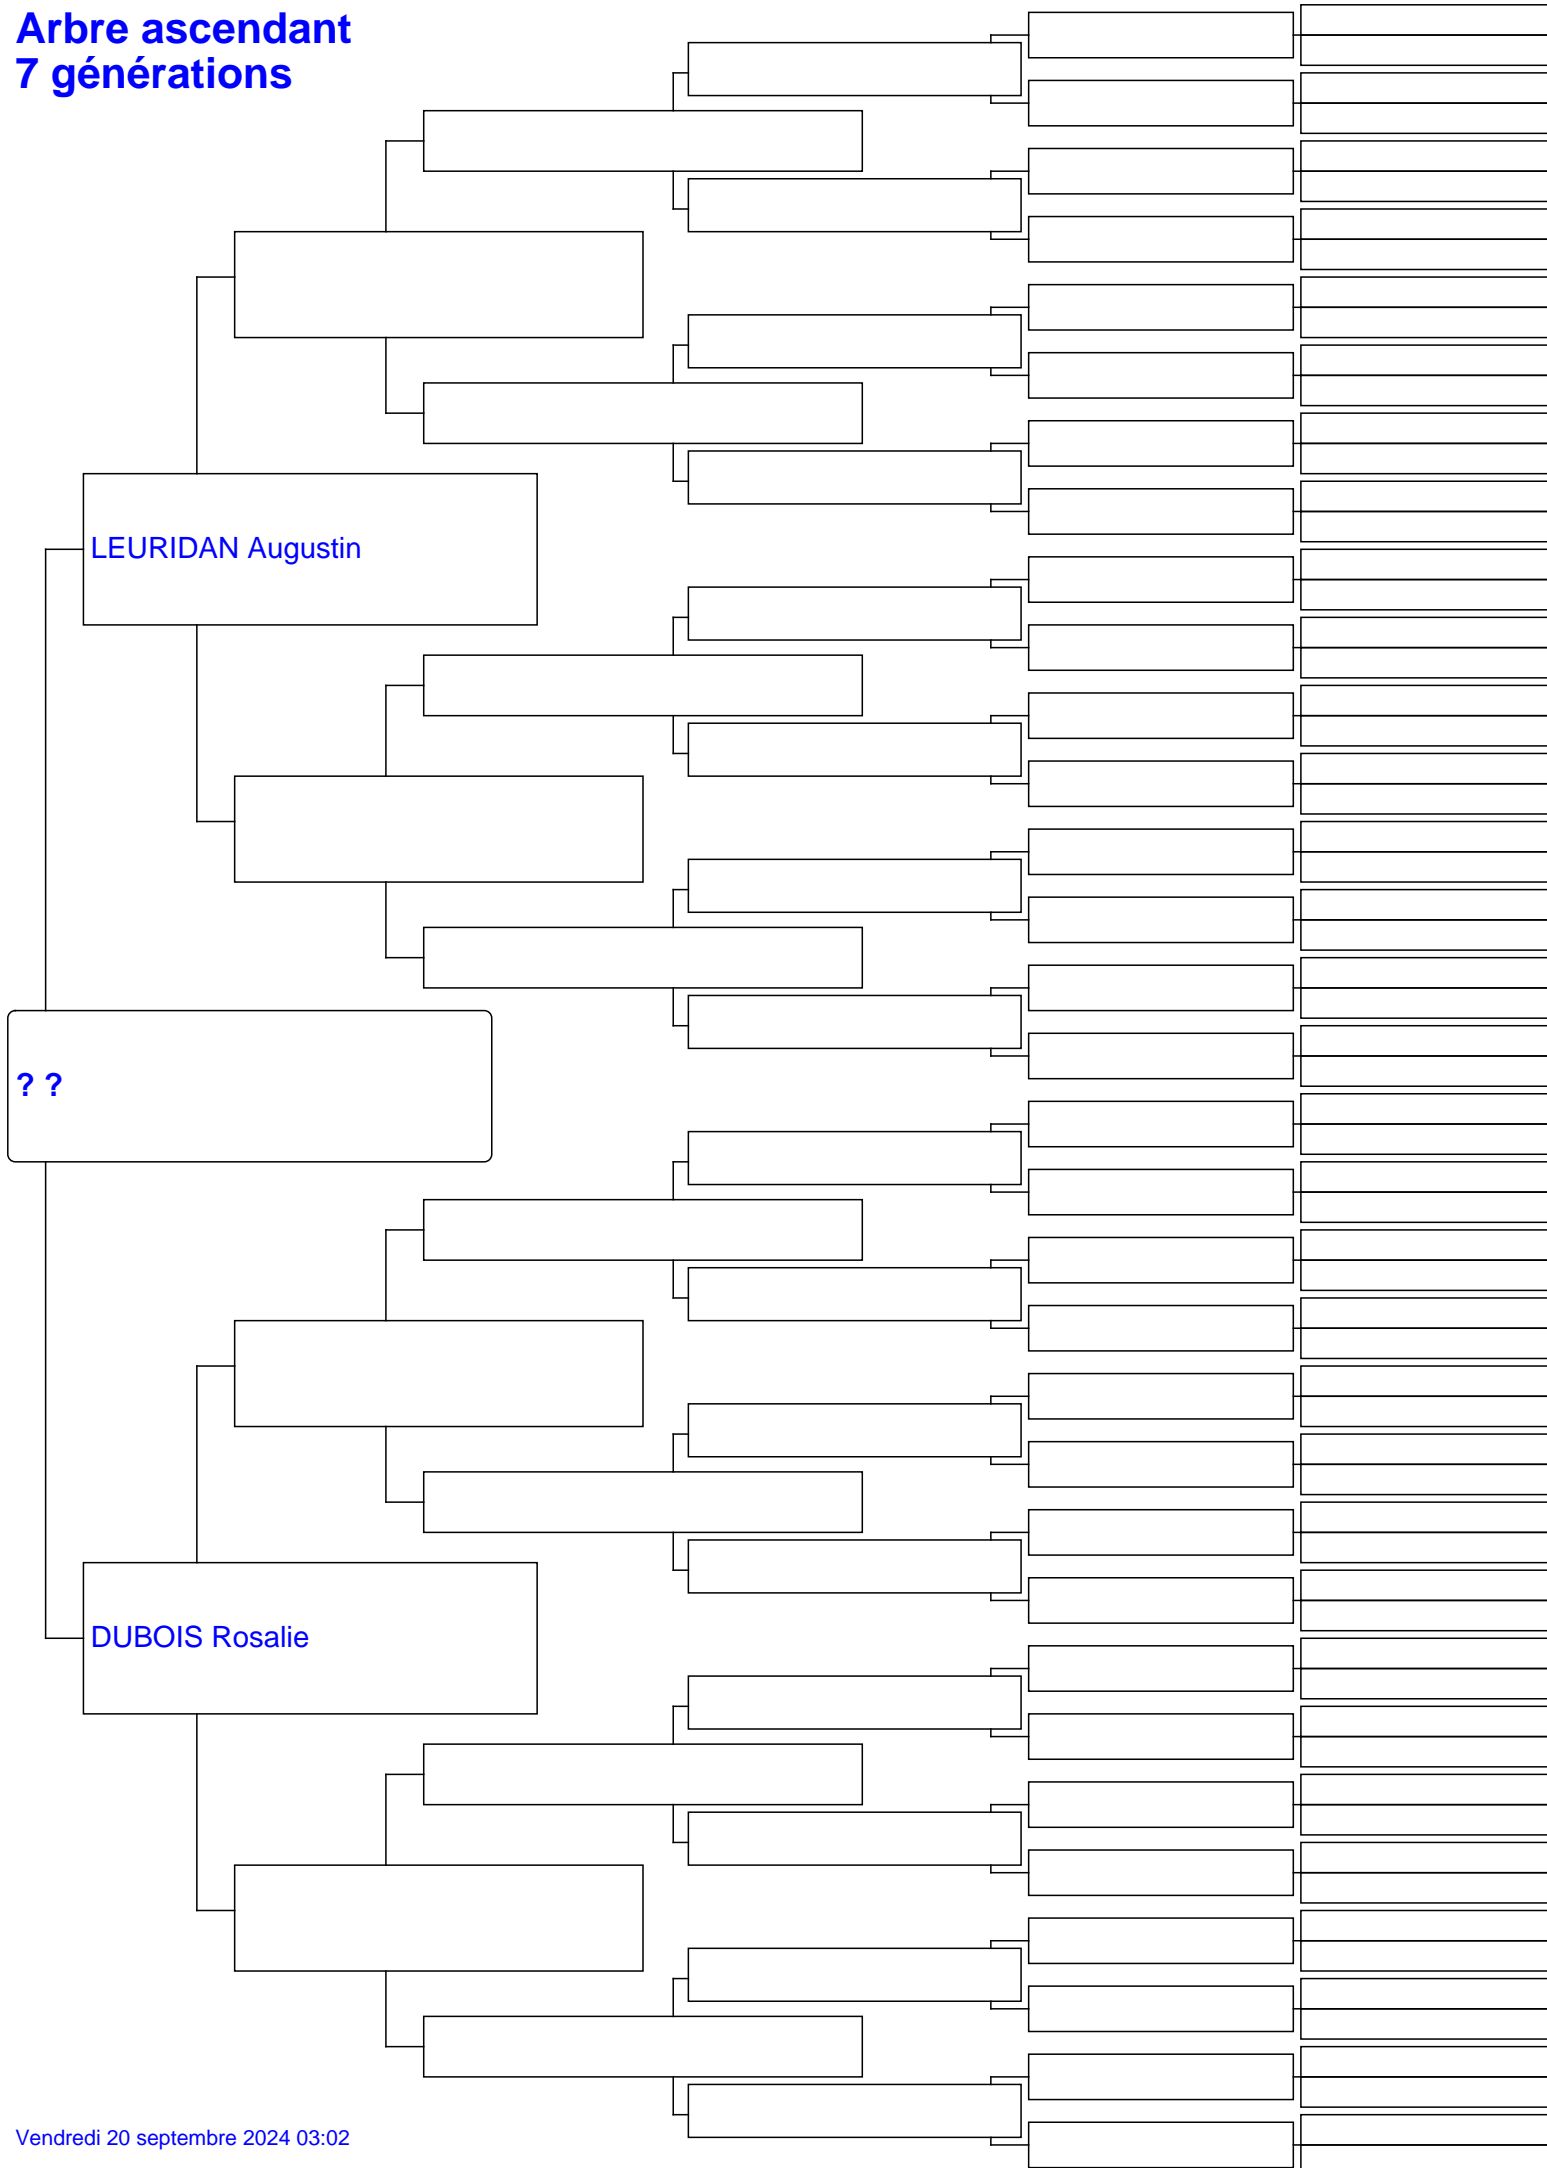 Arbre ascendant
7 générations
LEURIDAN Augustin
? ?
DUBOIS Rosalie
Vendredi 20 septembre 2024 03:02